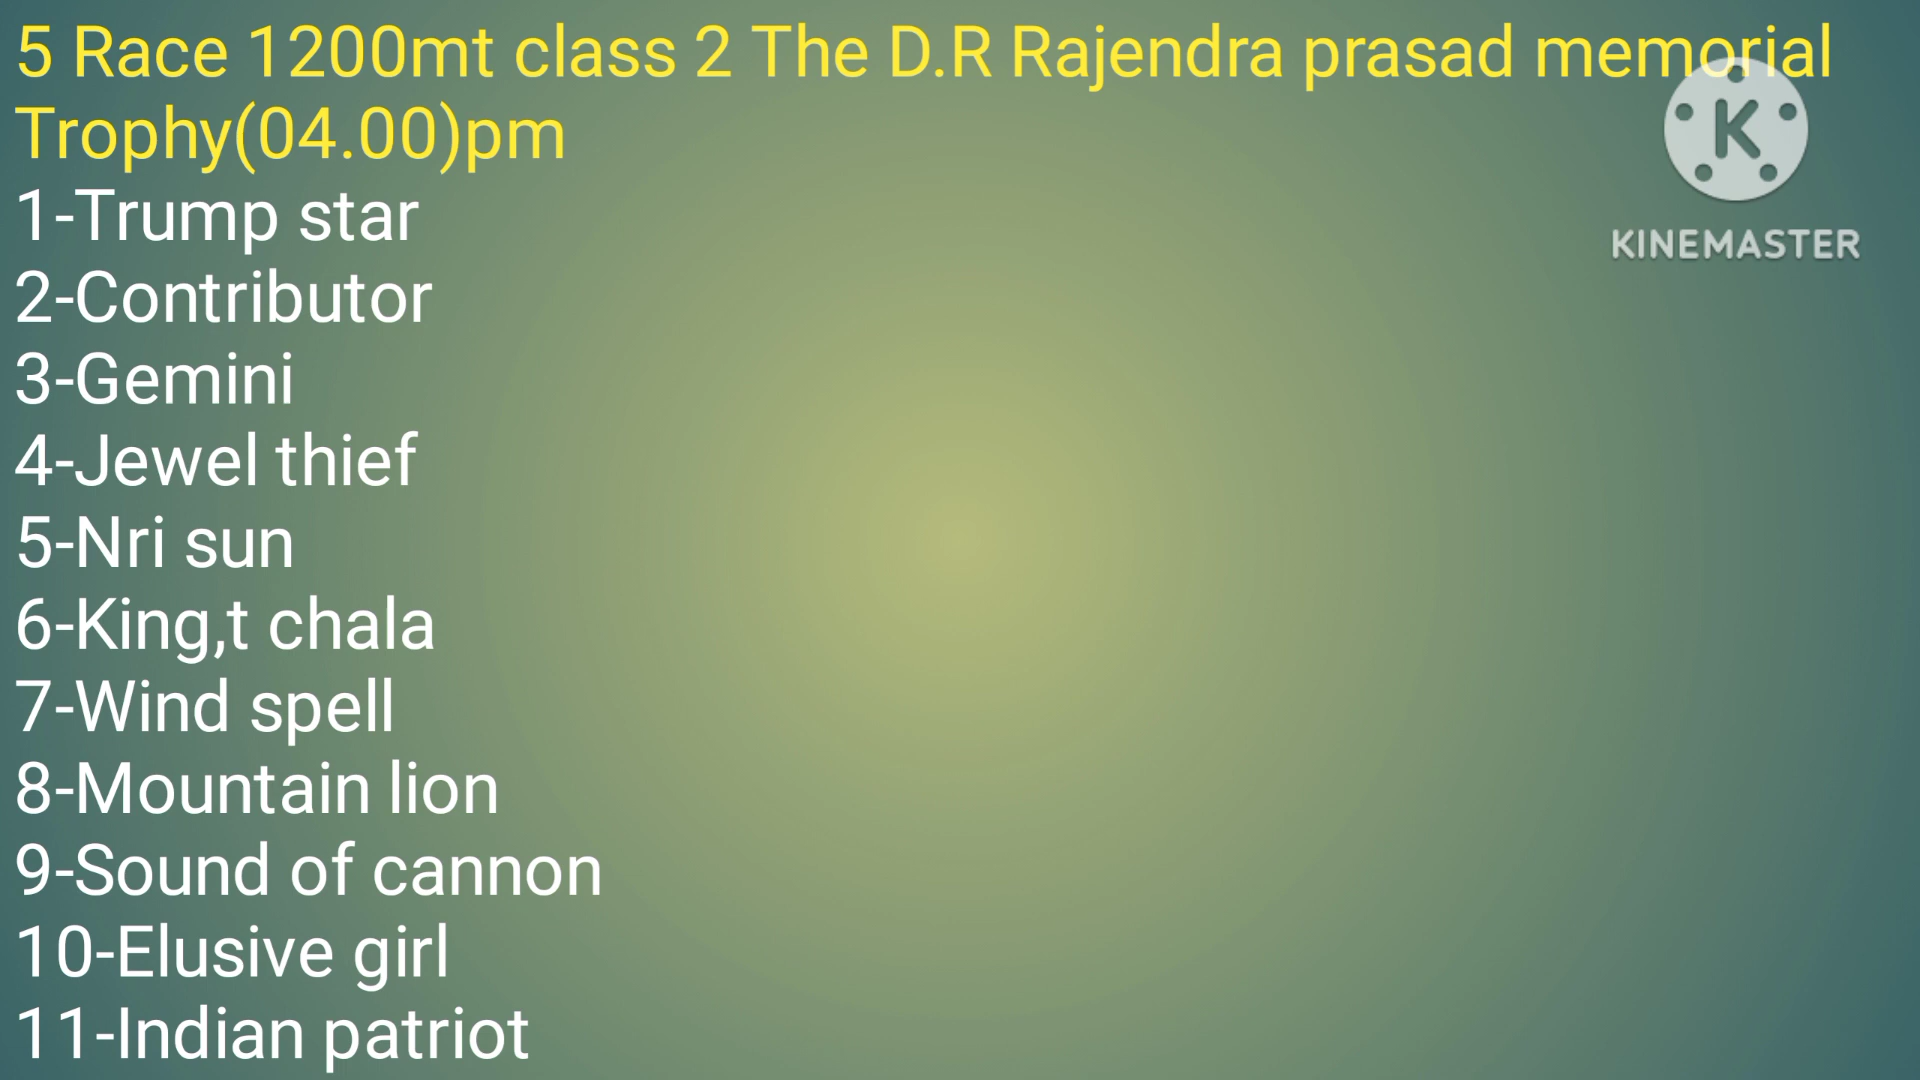 5 Race 1200mt class 2 The D.R Rajendra prasad memorial
Trophy(04.00)pm
1-Trump star
2-Contributor
3-Gemini
4-Jewel thief
5-Nri sun
6-King,t chala
7-Wind spell
8-Mountain lion
9-Sound of cannon
10-Elusive girl
11-Indian patriot
K
KINEMASTER